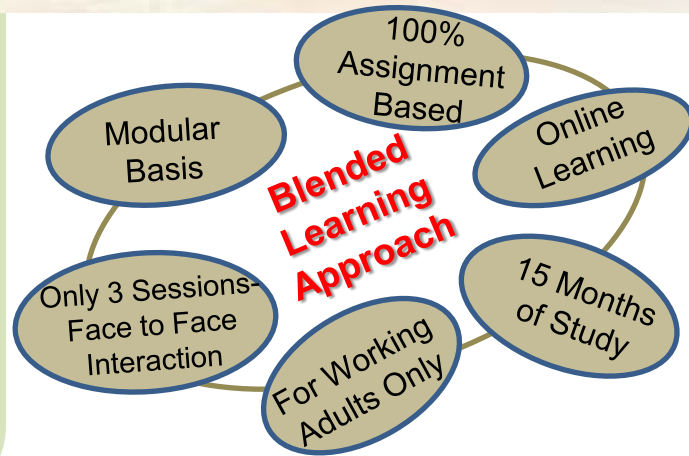 100%
Assignment
Based
Online
Learning
15 Months
of Study
For Working
Adults Only
Only 3 Sessions-
Face to Face
Interaction
Modular
Basis
Blended
Learning
Approach